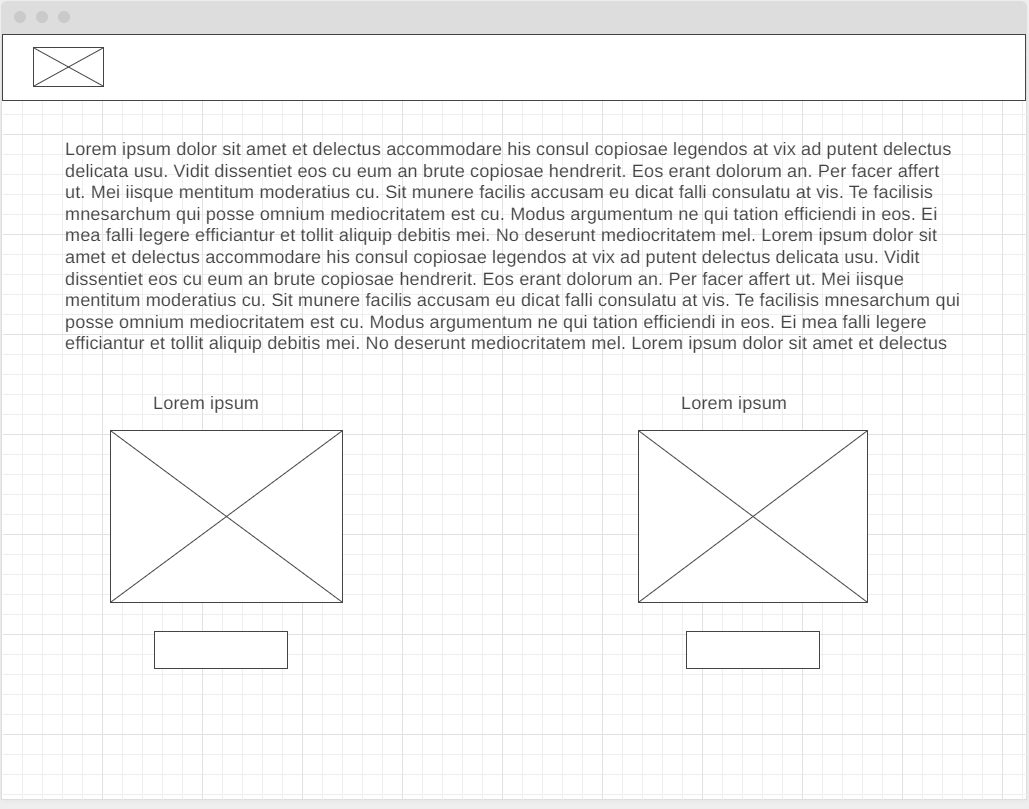 Lorem ipsum dolor sit amet et delectus accommodare his consul copiosae legendos at vix ad putent delectus
delicata usu. Vidit dissentiet eos cu eum an brute copiosae hendrerit. Eos erant dolorum an. Per facer affert
ut. Mei iisque mentitum moderatius cu. Sit munere facilis accusam eu dicat falli consulatu at vis. Te facilisis
mnesarchum qui posse omnium mediocritatem est cu. Modus argumentum ne qui tation efficiendi in eos. Ei
mea falli legere efficiantur et tollit aliquip debitis mei. No deserunt mediocritatem mel. Lorem ipsum dolor sit
amet et delectus accommodare his consul copiosae legendos at vix ad putent delectus delicata usu. Vidit
dissentiet eos cu eum an brute copiosae hendrerit. Eos erant dolorum an. Per facer affert ut. Mei iisque
mentitum moderatius cu. Sit munere facilis accusam eu dicat falli consulatu at vis. Te facilisis mnesarchum qui
posse omnium mediocritatem est cu. Modus argumentum ne qui tation efficiendi in eos. Ei mea falli legere
efficiantur et tollit aliquip debitis mei. No deserunt mediocritatem mel. Lorem ipsum dolor sit amet et delectus
Lorem ipsum
Lorem ipsum